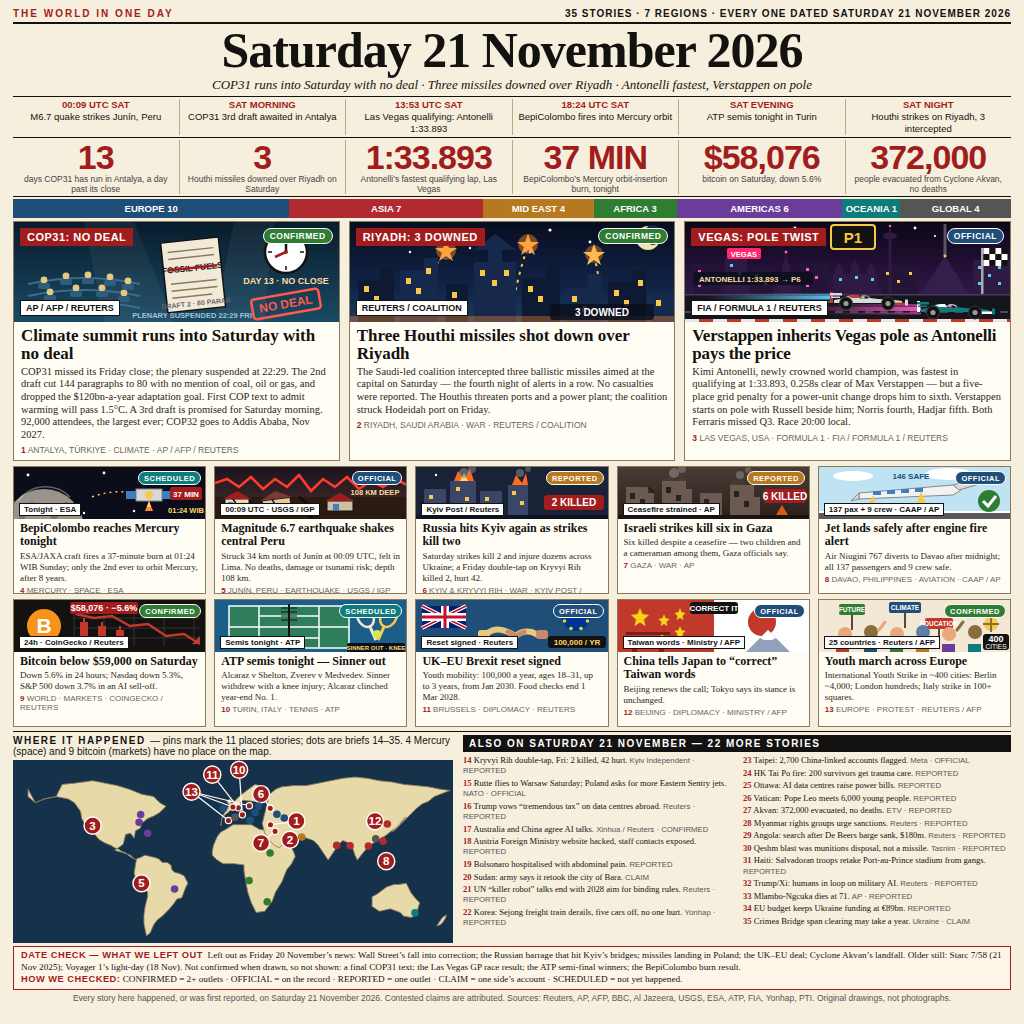 THE WORLD IN ONE DAY
35 STORIES · 7 REGIONS · EVERY ONE DATED SATURDAY 21 NOVEMBER 2026
Saturday 21 November 2026
COP31 runs into Saturday with no deal · Three missiles downed over Riyadh · Antonelli fastest, Verstappen on pole
00:09 UTC SAT
M6.7 quake strikes Junín, Peru
SAT MORNING
COP31 3rd draft awaited in Antalya
13:53 UTC SAT
Las Vegas qualifying: Antonelli
1:33.893
18:24 UTC SAT
BepiColombo fires into Mercury orbit
SAT EVENING
ATP semis tonight in Turin
SAT NIGHT
Houthi strikes on Riyadh, 3
intercepted
13
days COP31 has run in Antalya, a day
past its close
3
Houthi missiles downed over Riyadh on
Saturday
1:33.893
Antonelli's fastest qualifying lap, Las
Vegas
37 MIN
BepiColombo's Mercury orbit-insertion
burn, tonight
$58,076
bitcoin on Saturday, down 5.6%
372,000
people evacuated from Cyclone Akvan,
no deaths
EUROPE 10
ASIA 7
MID EAST 4
AFRICA 3
AMERICAS 6
OCEANIA 1
GLOBAL 4
COP31: NO DEAL
CONFIRMED
FOSSIL FUELS
DRAFT 2 · 80 PARAS
DAY 13 · NO CLOSE
NO DEAL
AP / AFP / REUTERS
PLENARY SUSPENDED 22:29 FRI
Climate summit runs into Saturday with
no deal
COP31 missed its Friday close; the plenary suspended at 22:29. The 2nd
draft cut 144 paragraphs to 80 with no mention of coal, oil or gas, and
dropped the $120bn-a-year adaptation goal. First COP text to admit
warming will pass 1.5°C. A 3rd draft is promised for Saturday morning.
92,000 attendees, the largest ever; COP32 goes to Addis Ababa, Nov
2027.
1 ANTALYA, TÜRKIYE · CLIMATE · AP / AFP / REUTERS
RIYADH: 3 DOWNED
CONFIRMED
REUTERS / COALITION
3 DOWNED
Three Houthi missiles shot down over
Riyadh
The Saudi-led coalition intercepted three ballistic missiles aimed at the
capital on Saturday — the fourth night of alerts in a row. No casualties
were reported. The Houthis threaten ports and a power plant; the coalition
struck Hodeidah port on Friday.
2 RIYADH, SAUDI ARABIA · WAR · REUTERS / COALITION
VEGAS: POLE TWIST
P1
OFFICIAL
VEGAS
ANTONELLI 1:33.893 → P6
FIA / FORMULA 1 / REUTERS
Verstappen inherits Vegas pole as Antonelli
pays the price
Kimi Antonelli, newly crowned world champion, was fastest in
qualifying at 1:33.893, 0.258s clear of Max Verstappen — but a five-
place grid penalty for a power-unit change drops him to sixth. Verstappen
starts on pole with Russell beside him; Norris fourth, Hadjar fifth. Both
Ferraris missed Q3. Race 20:00 local.
3 LAS VEGAS, USA · FORMULA 1 · FIA / FORMULA 1 / REUTERS
SCHEDULED
37 MIN
Tonight · ESA
01:24 WIB
BepiColombo reaches Mercury
tonight
ESA/JAXA craft fires a 37-minute burn at 01:24
WIB Sunday; only the 2nd ever to orbit Mercury,
after 8 years.
4 MERCURY · SPACE · ESA
OFFICIAL
108 KM DEEP
00:09 UTC · USGS / IGP
Magnitude 6.7 earthquake shakes
central Peru
Struck 34 km north of Junín at 00:09 UTC, felt in
Lima. No deaths, damage or tsunami risk; depth
108 km.
5 JUNÍN, PERU · EARTHQUAKE · USGS / IGP
REPORTED
2 KILLED
Kyiv Post / Reuters
Russia hits Kyiv again as strikes
kill two
Saturday strikes kill 2 and injure dozens across
Ukraine; a Friday double-tap on Kryvyi Rih
killed 2, hurt 42.
6 KYIV & KRYVYI RIH · WAR · KYIV POST /
REPORTED
6 KILLED
Ceasefire strained · AP
Israeli strikes kill six in Gaza
Six killed despite a ceasefire — two children and
a cameraman among them, Gaza officials say.
7 GAZA · WAR · AP
146 SAFE
OFFICIAL
137 pax + 9 crew · CAAP / AP
Jet lands safely after engine fire
alert
Air Niugini 767 diverts to Davao after midnight;
all 137 passengers and 9 crew safe.
8 DAVAO, PHILIPPINES · AVIATION · CAAP / AP
$58,076 · −5.6%
CONFIRMED
B
24h · CoinGecko / Reuters
Bitcoin below $59,000 on Saturday
Down 5.6% in 24 hours; Nasdaq down 5.3%,
S&P 500 down 3.7% in an AI sell-off.
9 WORLD · MARKETS · COINGECKO /
REUTERS
SCHEDULED
Semis tonight · ATP
SINNER OUT · KNEE
ATP semis tonight — Sinner out
Alcaraz v Shelton, Zverev v Medvedev. Sinner
withdrew with a knee injury; Alcaraz clinched
year-end No. 1.
10 TURIN, ITALY · TENNIS · ATP
OFFICIAL
Reset signed · Reuters
100,000 / YR
UK–EU Brexit reset signed
Youth mobility: 100,000 a year, ages 18–31, up
to 3 years, from Jan 2030. Food checks end 1
Mar 2028.
11 BRUSSELS · DIPLOMACY · REUTERS
CORRECT IT
OFFICIAL
Taiwan words · Ministry / AFP
China tells Japan to “correct”
Taiwan words
Beijing renews the call; Tokyo says its stance is
unchanged.
12 BEIJING · DIPLOMACY · MINISTRY / AFP
FUTURE
CLIMATE
EDUCATION
CONFIRMED
25 countries · Reuters / AFP
400
CITIES
Youth march across Europe
International Youth Strike in ~400 cities: Berlin
~4,000; London hundreds; Italy strike in 100+
squares.
13 EUROPE · PROTEST · REUTERS / AFP
WHERE IT HAPPENED — pins mark the 11 placed stories; dots are briefs 14–35. 4 Mercury
(space) and 9 bitcoin (markets) have no place on the map.
11
10
13
6
3
1
12
7
2
8
5
ALSO ON SATURDAY 21 NOVEMBER — 22 MORE STORIES
14 Kryvyi Rih double-tap, Fri: 2 killed, 42 hurt. Kyiv Independent ·
REPORTED
15 Rutte flies to Warsaw Saturday; Poland asks for more Eastern Sentry jets.
NATO · OFFICIAL
16 Trump vows “tremendous tax” on data centres abroad. Reuters ·
REPORTED
17 Australia and China agree AI talks. Xinhua / Reuters · CONFIRMED
18 Austria Foreign Ministry website hacked, staff contacts exposed.
REPORTED
19 Bolsonaro hospitalised with abdominal pain. REPORTED
20 Sudan: army says it retook the city of Bara. CLAIM
21 UN “killer robot” talks end with 2028 aim for binding rules. Reuters ·
REPORTED
22 Korea: Sejong freight train derails, five cars off, no one hurt. Yonhap ·
REPORTED
23 Taipei: 2,700 China-linked accounts flagged. Meta · OFFICIAL
24 HK Tai Po fire: 200 survivors get trauma care. REPORTED
25 Ottawa: AI data centres raise power bills. REPORTED
26 Vatican: Pope Leo meets 6,000 young people. REPORTED
27 Akvan: 372,000 evacuated, no deaths. ETV · REPORTED
28 Myanmar rights groups urge sanctions. Reuters · REPORTED
29 Angola: search after De Beers barge sank, $180m. Reuters · REPORTED
30 Qeshm blast was munitions disposal, not a missile. Tasnim · REPORTED
31 Haiti: Salvadoran troops retake Port-au-Prince stadium from gangs.
REPORTED
32 Trump/Xi: humans in loop on military AI. Reuters · REPORTED
33 Mlambo-Ngcuka dies at 71. AP · REPORTED
34 EU budget keeps Ukraine funding at €89bn. REPORTED
35 Crimea Bridge span clearing may take a year. Ukraine · CLAIM
DATE CHECK — WHAT WE LEFT OUT Left out as Friday 20 November's news: Wall Street's fall into correction; the Russian barrage that hit Kyiv's bridges; missiles landing in Poland; the UK–EU deal; Cyclone Akvan's landfall. Older still: Starc 7/58 (21
Nov 2025); Voyager 1's light-day (18 Nov). Not confirmed when drawn, so not shown: a final COP31 text; the Las Vegas GP race result; the ATP semi-final winners; the BepiColombo burn result.
HOW WE CHECKED: CONFIRMED = 2+ outlets · OFFICIAL = on the record · REPORTED = one outlet · CLAIM = one side's account · SCHEDULED = not yet happened.
Every story here happened, or was first reported, on Saturday 21 November 2026. Contested claims are attributed. Sources: Reuters, AP, AFP, BBC, Al Jazeera, USGS, ESA, ATP, FIA, Yonhap, PTI. Original drawings, not photographs.